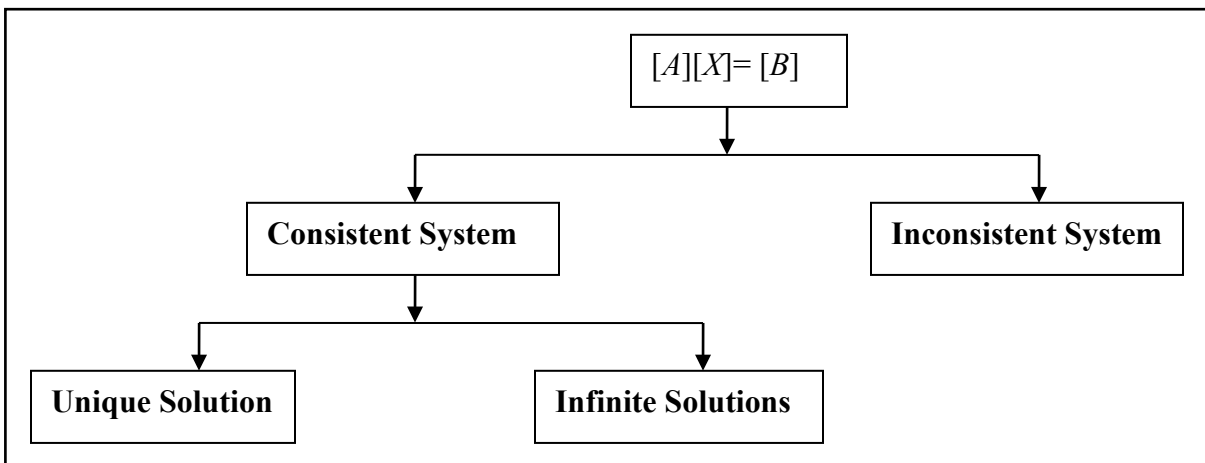 [A][X]= [B]
Consistent System
Inconsistent System
Unique Solution
Infinite Solutions